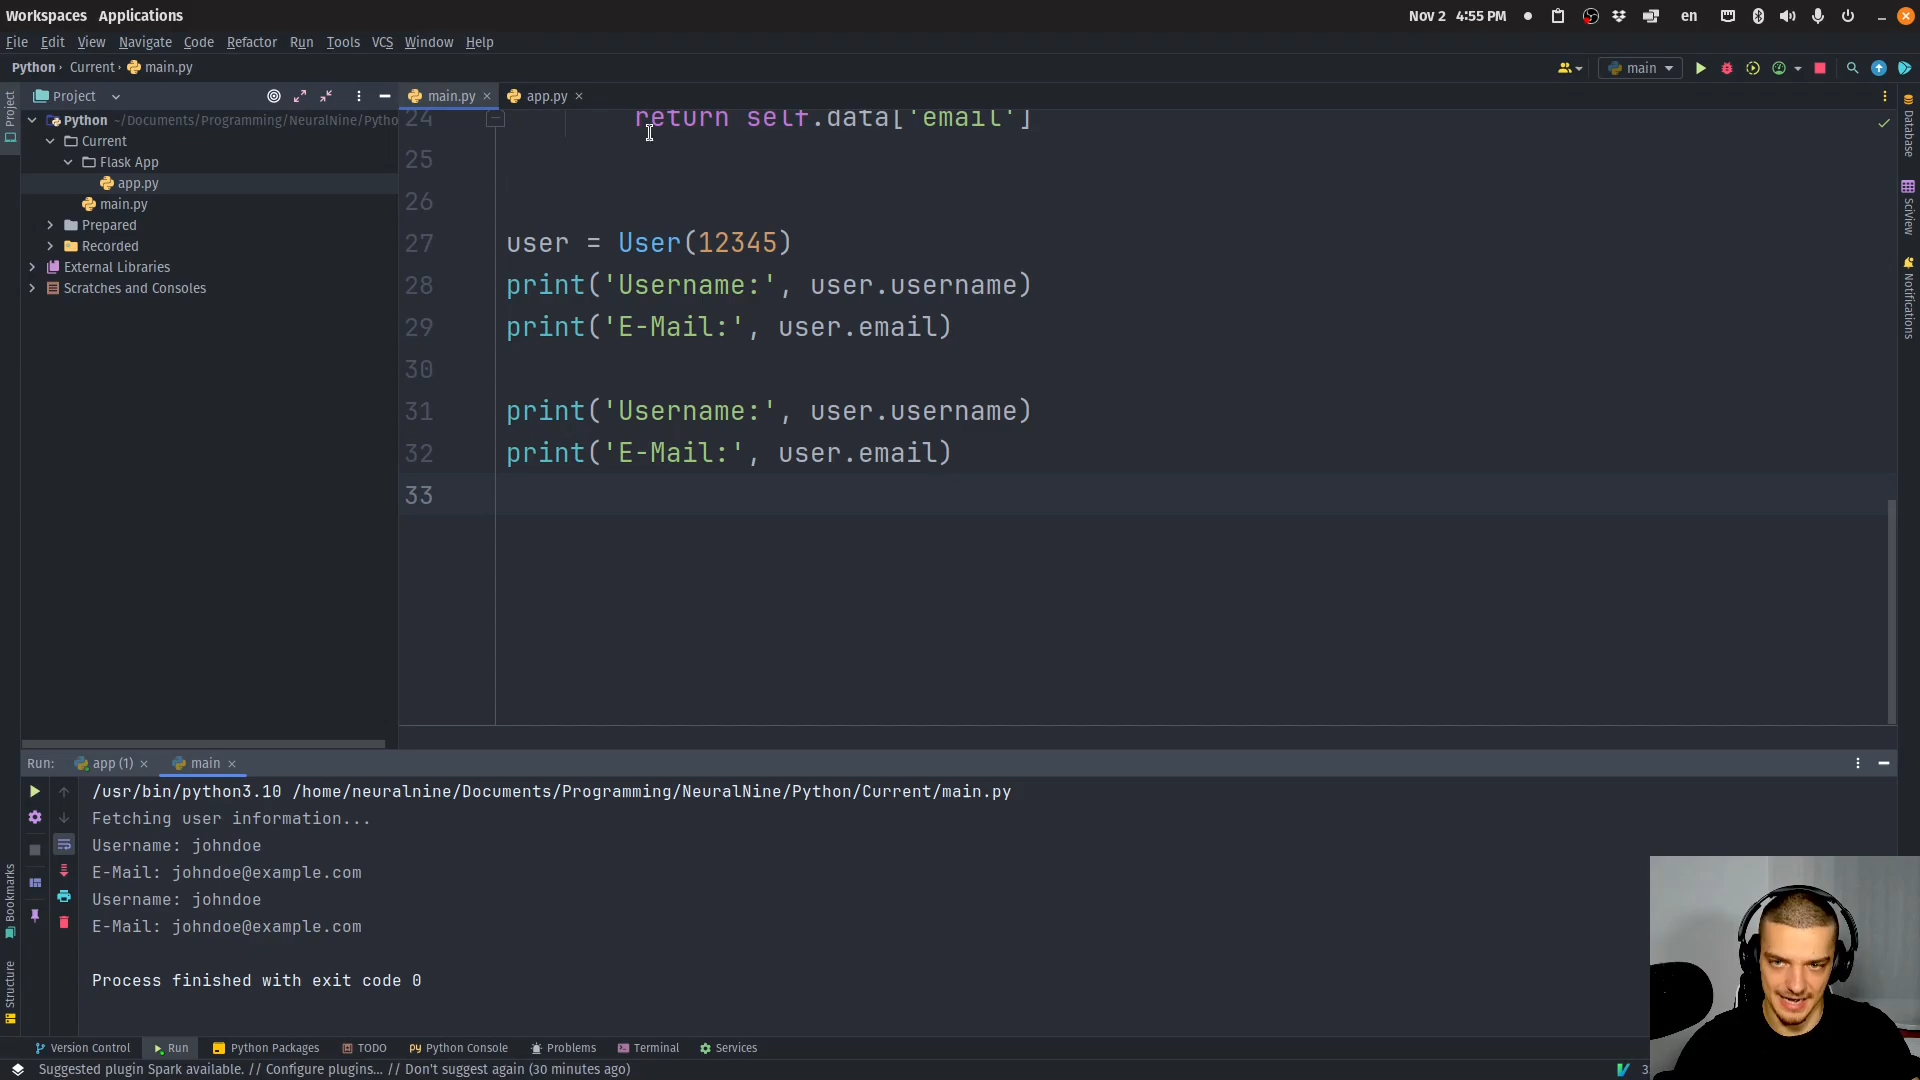 Workspaces Applications
Nov 2 4:55 PM
en
File Edit View Navigate Code Refactor Run Tools VCS Window Help
Python Current main.py
main
Project
main.py
app.py
Project
Python ~/Documents/Programming/NeuralNine/Pytho
Current
Flask App
app.py
main.py
Prepared
Recorded
External Libraries
Scratches and Consoles
24 return self.data['email']
25
26
27 user = User(12345)
28 print('Username:', user.username)
29 print('E-Mail:', user.email)
30
31 print('Username:', user.username)
32 print('E-Mail:', user.email)
33
Database
SciView
Notifications
Run: app (1) main
/usr/bin/python3.10 /home/neuralnine/Documents/Programming/NeuralNine/Python/Current/main.py
Fetching user information...
Username: johndoe
E-Mail: johndoe@example.com
Username: johndoe
E-Mail: johndoe@example.com
Process finished with exit code 0
Bookmarks
Structure
Version Control Run Python Packages TODO Python Console Problems Terminal Services
Suggested plugin Spark available. // Configure plugins... // Don't suggest again (30 minutes ago)